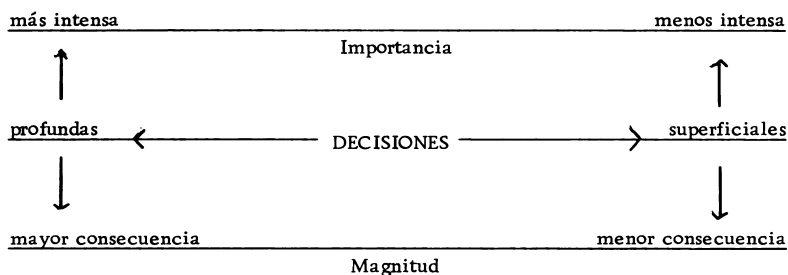 más intensa menos intensa
Importancia
profundas DECISIONES superficiales
mayor consecuencia menor consecuencia
Magnitud